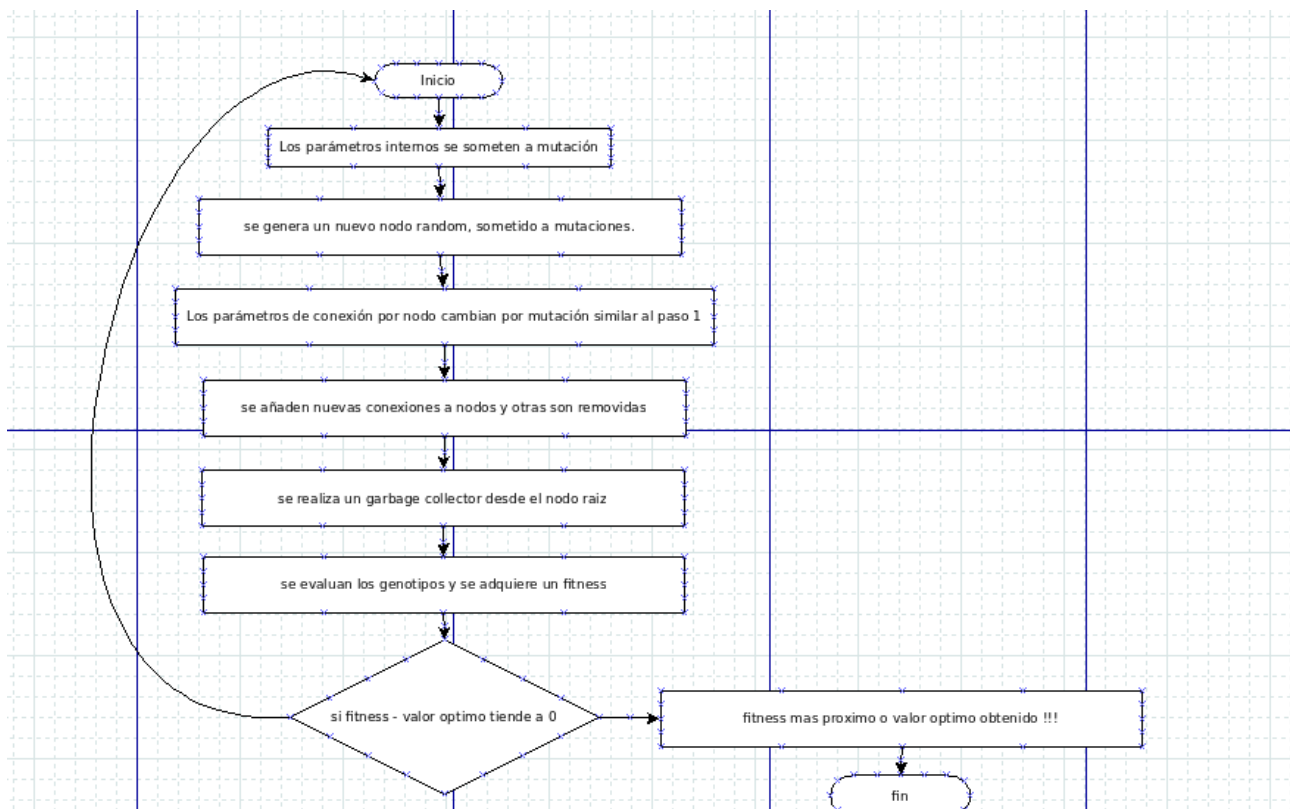 Inicio
Los parámetros internos se someten a mutación
se genera un nuevo nodo random, sometido a mutaciones.
Los parámetros de conexión por nodo cambian por mutación similar al paso 1
se añaden nuevas conexiones a nodos y otras son removidas
se realiza un garbage collector desde el nodo raiz
se evaluan los genotipos y se adquiere un fitness
si fitness - valor optimo tiende a 0
fitness mas proximo o valor optimo obtenido !!!
fin